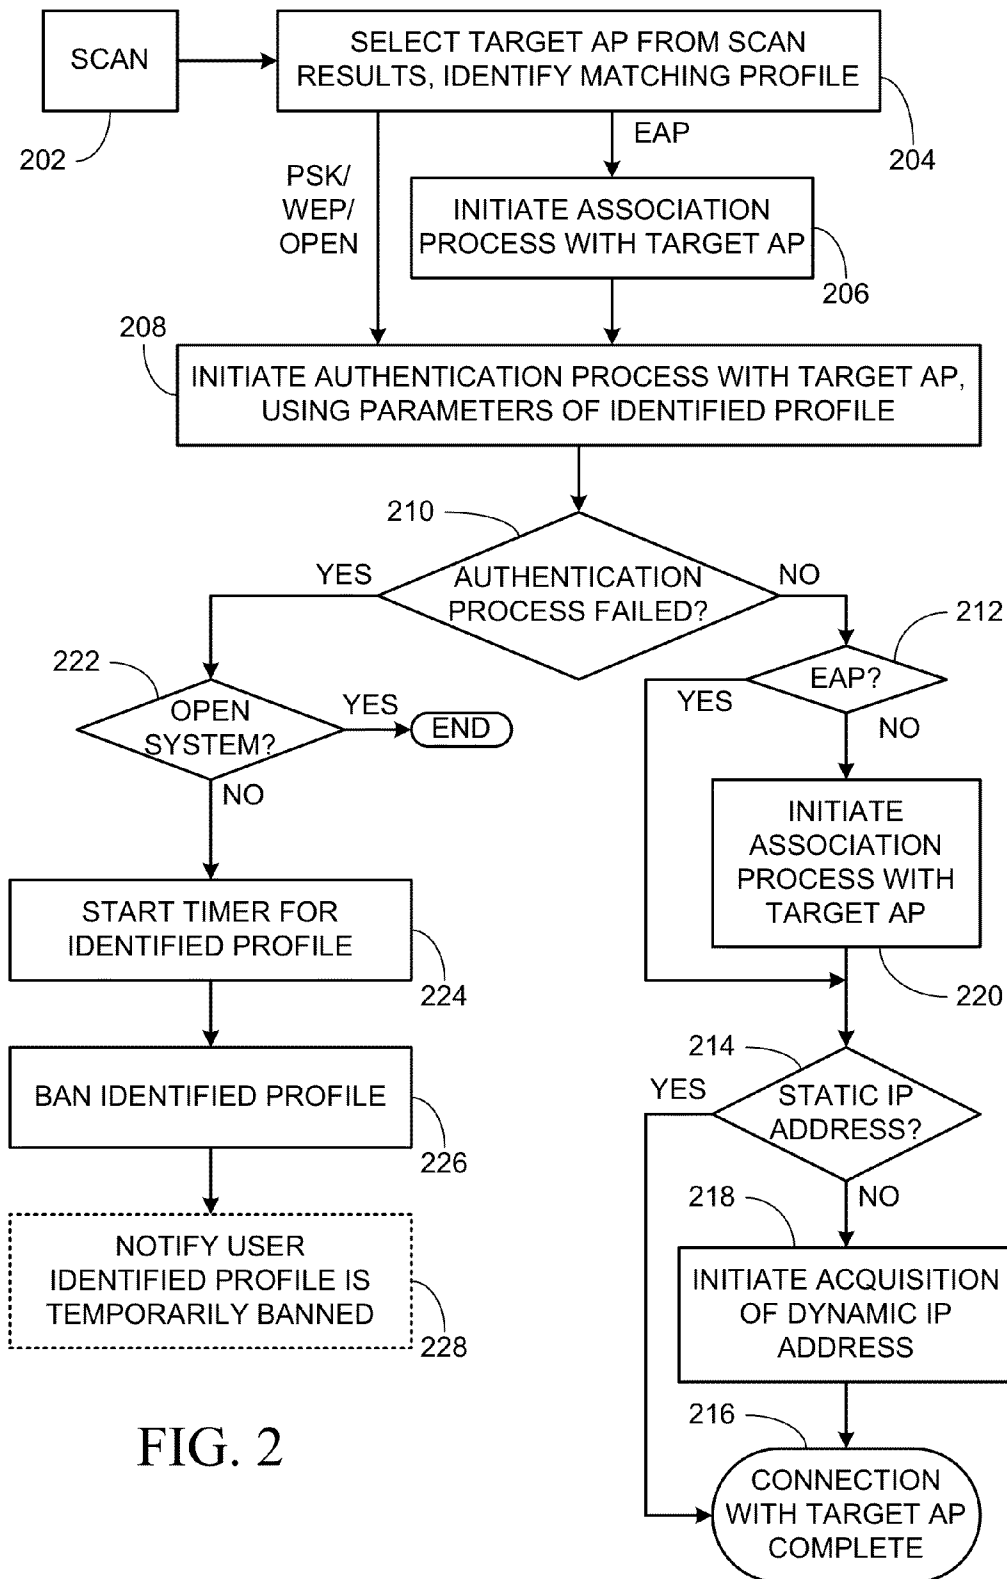 SCAN
SELECT TARGET AP FROM SCAN
RESULTS, IDENTIFY MATCHING PROFILE
202
204
EAP
PSK/
WEP/
OPEN
INITIATE ASSOCIATION
PROCESS WITH TARGET AP
206
208
INITIATE AUTHENTICATION PROCESS WITH TARGET AP,
USING PARAMETERS OF IDENTIFIED PROFILE
210
AUTHENTICATION
PROCESS FAILED?
YES
NO
222
OPEN
SYSTEM?
YES
END
NO
START TIMER FOR
IDENTIFIED PROFILE
224
BAN IDENTIFIED PROFILE
226
NOTIFY USER
IDENTIFIED PROFILE IS
TEMPORARILY BANNED
228
212
EAP?
YES
NO
INITIATE
ASSOCIATION
PROCESS WITH
TARGET AP
220
214
STATIC IP
ADDRESS?
YES
NO
218
INITIATE ACQUISITION
OF DYNAMIC IP
ADDRESS
216
CONNECTION
WITH TARGET AP
COMPLETE
FIG. 2